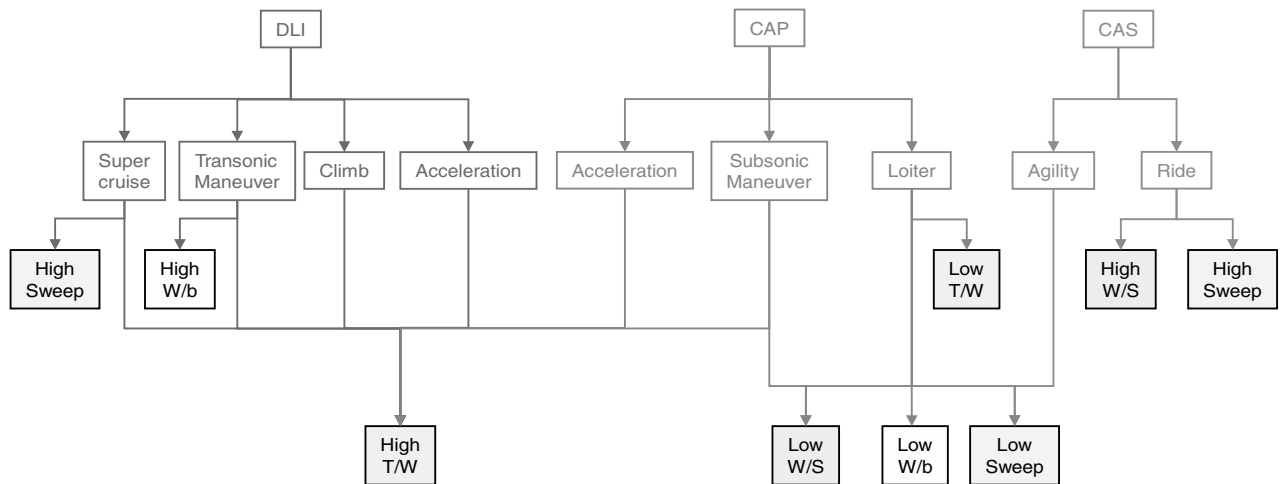 DLI
CAP
CAS
Super
cruise
Transonic
Maneuver
Climb
Acceleration
Acceleration
Subsonic
Maneuver
Loiter
Agility
Ride
High
Sweep
High
W/b
Low
T/W
High
W/S
High
Sweep
High
T/W
Low
W/S
Low
W/b
Low
Sweep